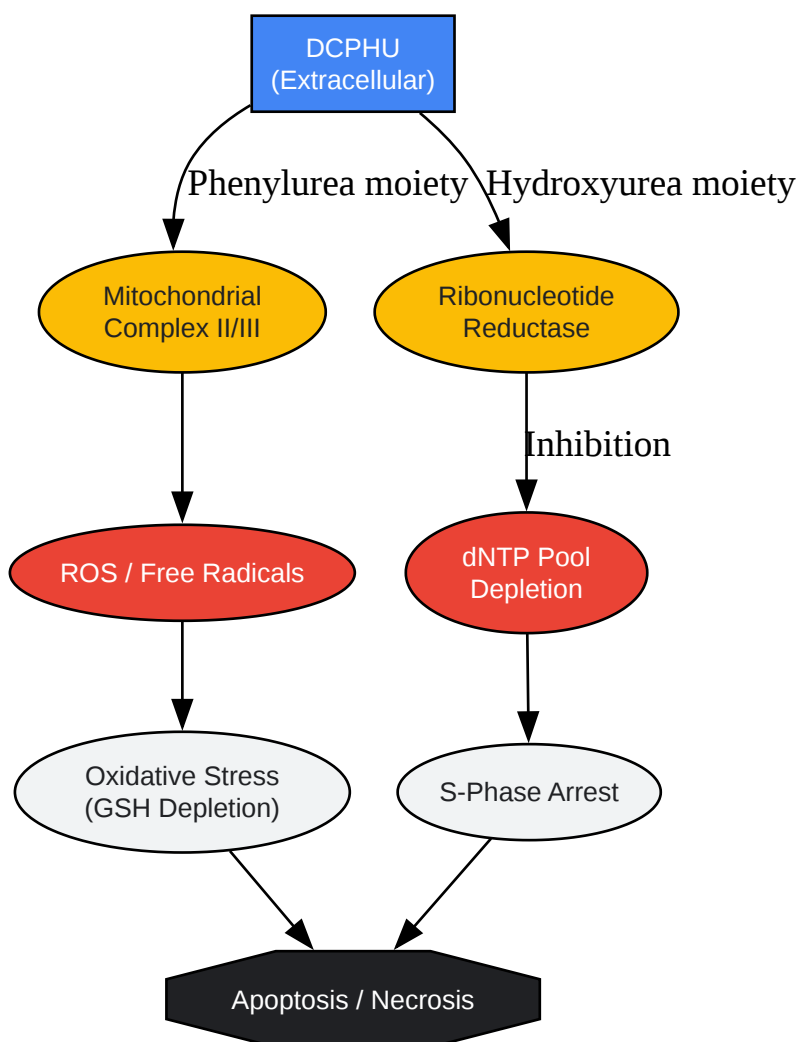 DCPHU
(Extracellular)
Phenylurea moiety
Hydroxyurea moiety
Mitochondrial
Complex II/III
Ribonucleotide
Reductase
Inhibition
ROS / Free Radicals
dNTP Pool
Depletion
Oxidative Stress
(GSH Depletion)
S-Phase Arrest
Apoptosis / Necrosis